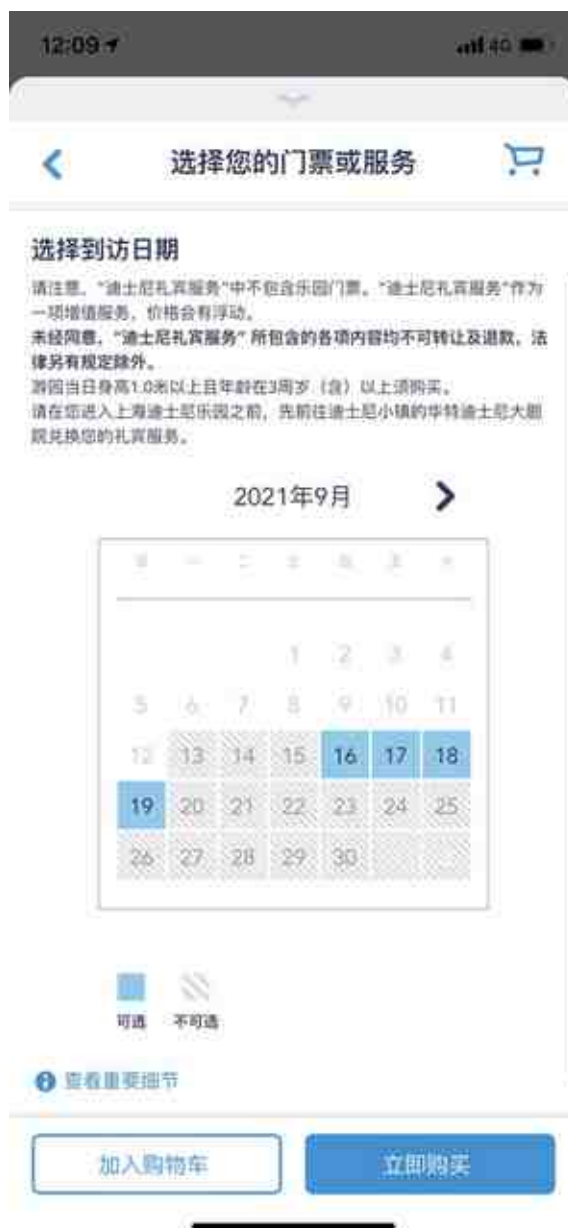 12:09
4G
选择您的门票或服务
选择到访日期
请注意，“迪士尼礼宾服务”中不包含乐园门票。“迪士尼礼宾服务”作为
一项增值服务，价格会有浮动。
未经同意，“迪士尼礼宾服务”所包含的各项内容均不可转让及退款，法
律另有规定除外。
游园当日身高1.0米以上且年龄在3周岁（含）以上须购买。
请在您进入上海迪士尼乐园之前，先前往迪士尼小镇的华特迪士尼大剧
院兑换您的礼宾服务。
2021年9月
日 一 二 三 四 五 六
1 2 3 4
5 6 7 8 9 10 11
12 13 14 15 16 17 18
19 20 21 22 23 24 25
26 27 28 29 30
可选 不可选
查看重要细节
加入购物车 立即购买